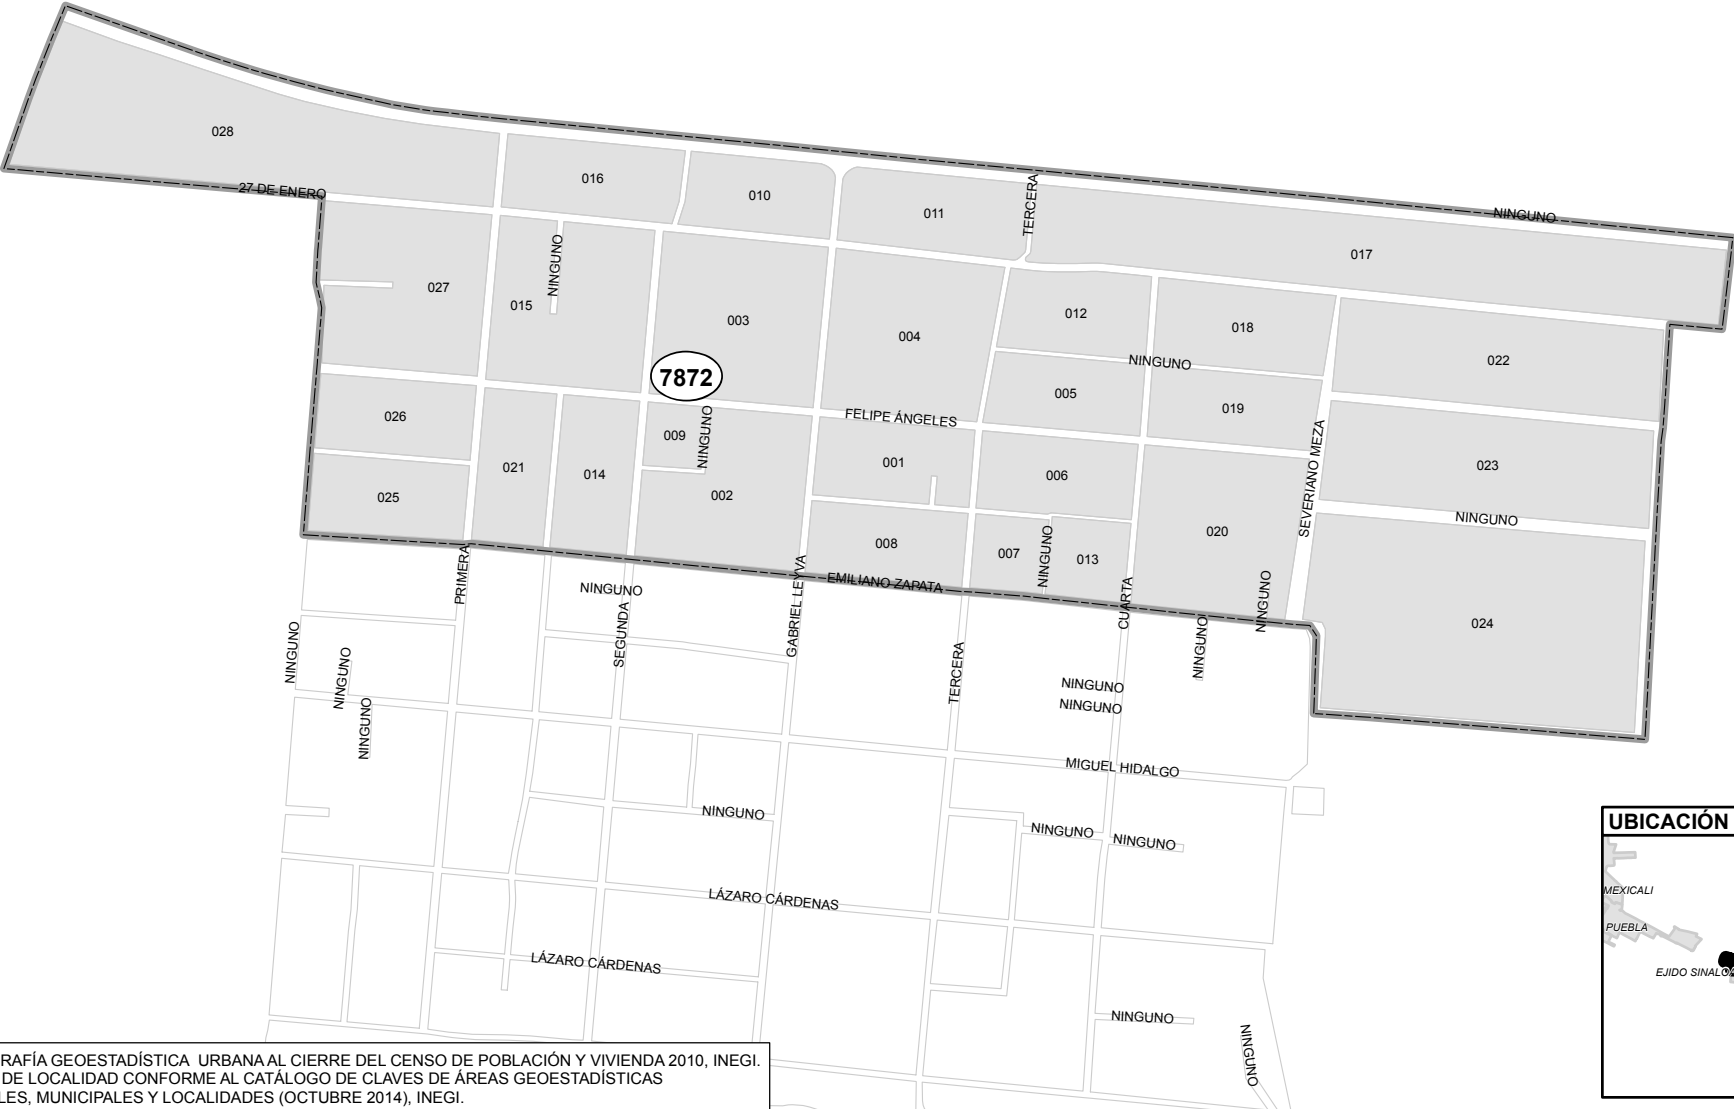 028
27 DE ENERO
016
010
011
TERCERA
NINGUNO
017
027
015
NINGUNO
003
004
012
018
NINGUNO
022
7872
005
019
026
FELIPE ÁNGELES
009
NINGUNO
001
006
SEVERIANO MEZA
023
021
014
025
002
NINGUNO
020
008
007
NINGUNO
013
EMILIANO ZAPATA
PRIMERA
NINGUNO
SEGUNDA
GABRIEL LEYVA
CUARTA
NINGUNO
024
NINGUNO
NINGUNO
NINGUNO
TERCERA
NINGUNO
NINGUNO
NINGUNO
MIGUEL HIDALGO
NINGUNO
NINGUNO
NINGUNO
UBICACIÓN
MEXICALI
PUEBLA
EJIDO SINALOA
LÁZARO CÁRDENAS
LÁZARO CÁRDENAS
NINGUNO
NINGUNO
RAFÍA GEOESTADÍSTICA URBANA AL CIERRE DEL CENSO DE POBLACIÓN Y VIVIENDA 2010, INEGI.
DE LOCALIDAD CONFORME AL CATÁLOGO DE CLAVES DE ÁREAS GEOESTADÍSTICAS
LES, MUNICIPALES Y LOCALIDADES (OCTUBRE 2014), INEGI.